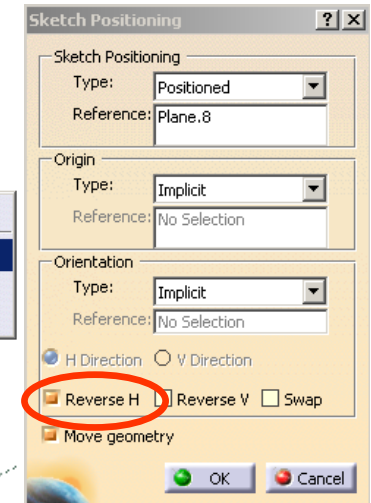 Sketch Positioning
Sketch Positioning
Type: Positioned
Reference: Plane.8
Origin
Type: Implicit
Reference: No Selection
Orientation
Type: Implicit
Reference: No Selection
H Direction V Direction
Reverse H Reverse V Swap
Move geometry
OK Cancel